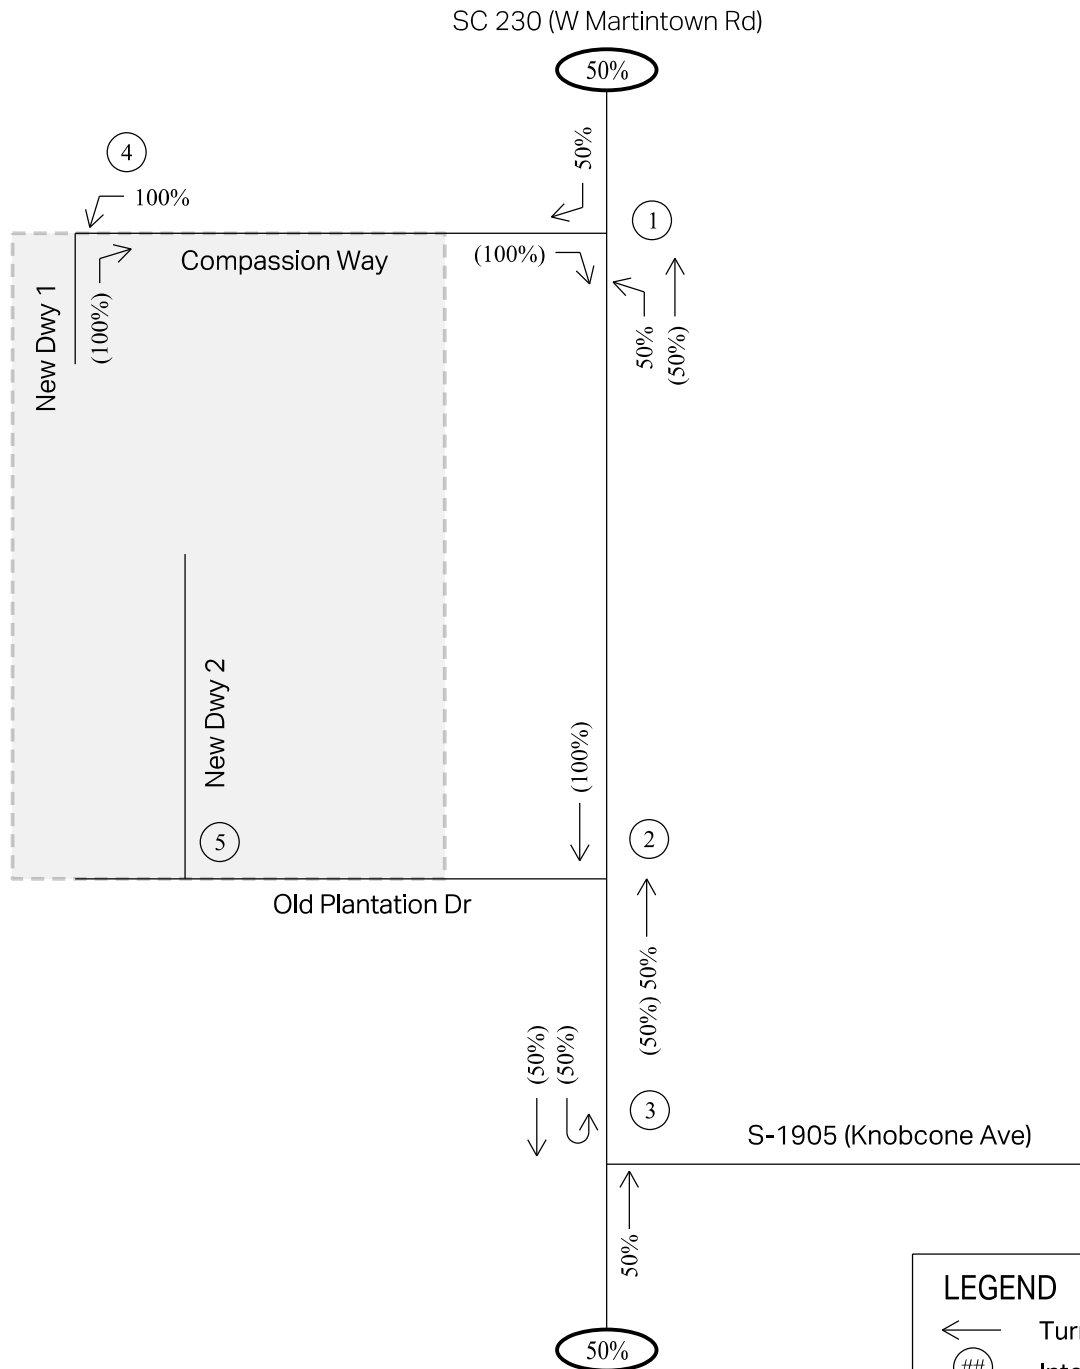 SC 230 (W Martintown Rd)
50%
4
50%
100%
1
Compassion Way
(100%)
New Dwy 1
(100%)
50%
(50%)
New Dwy 2
(100%)
5
2
Old Plantation Dr
(50%) 50%
(50%)
(50%)
3
S-1905 (Knobcone Ave)
50%
LEGEND
50%
##